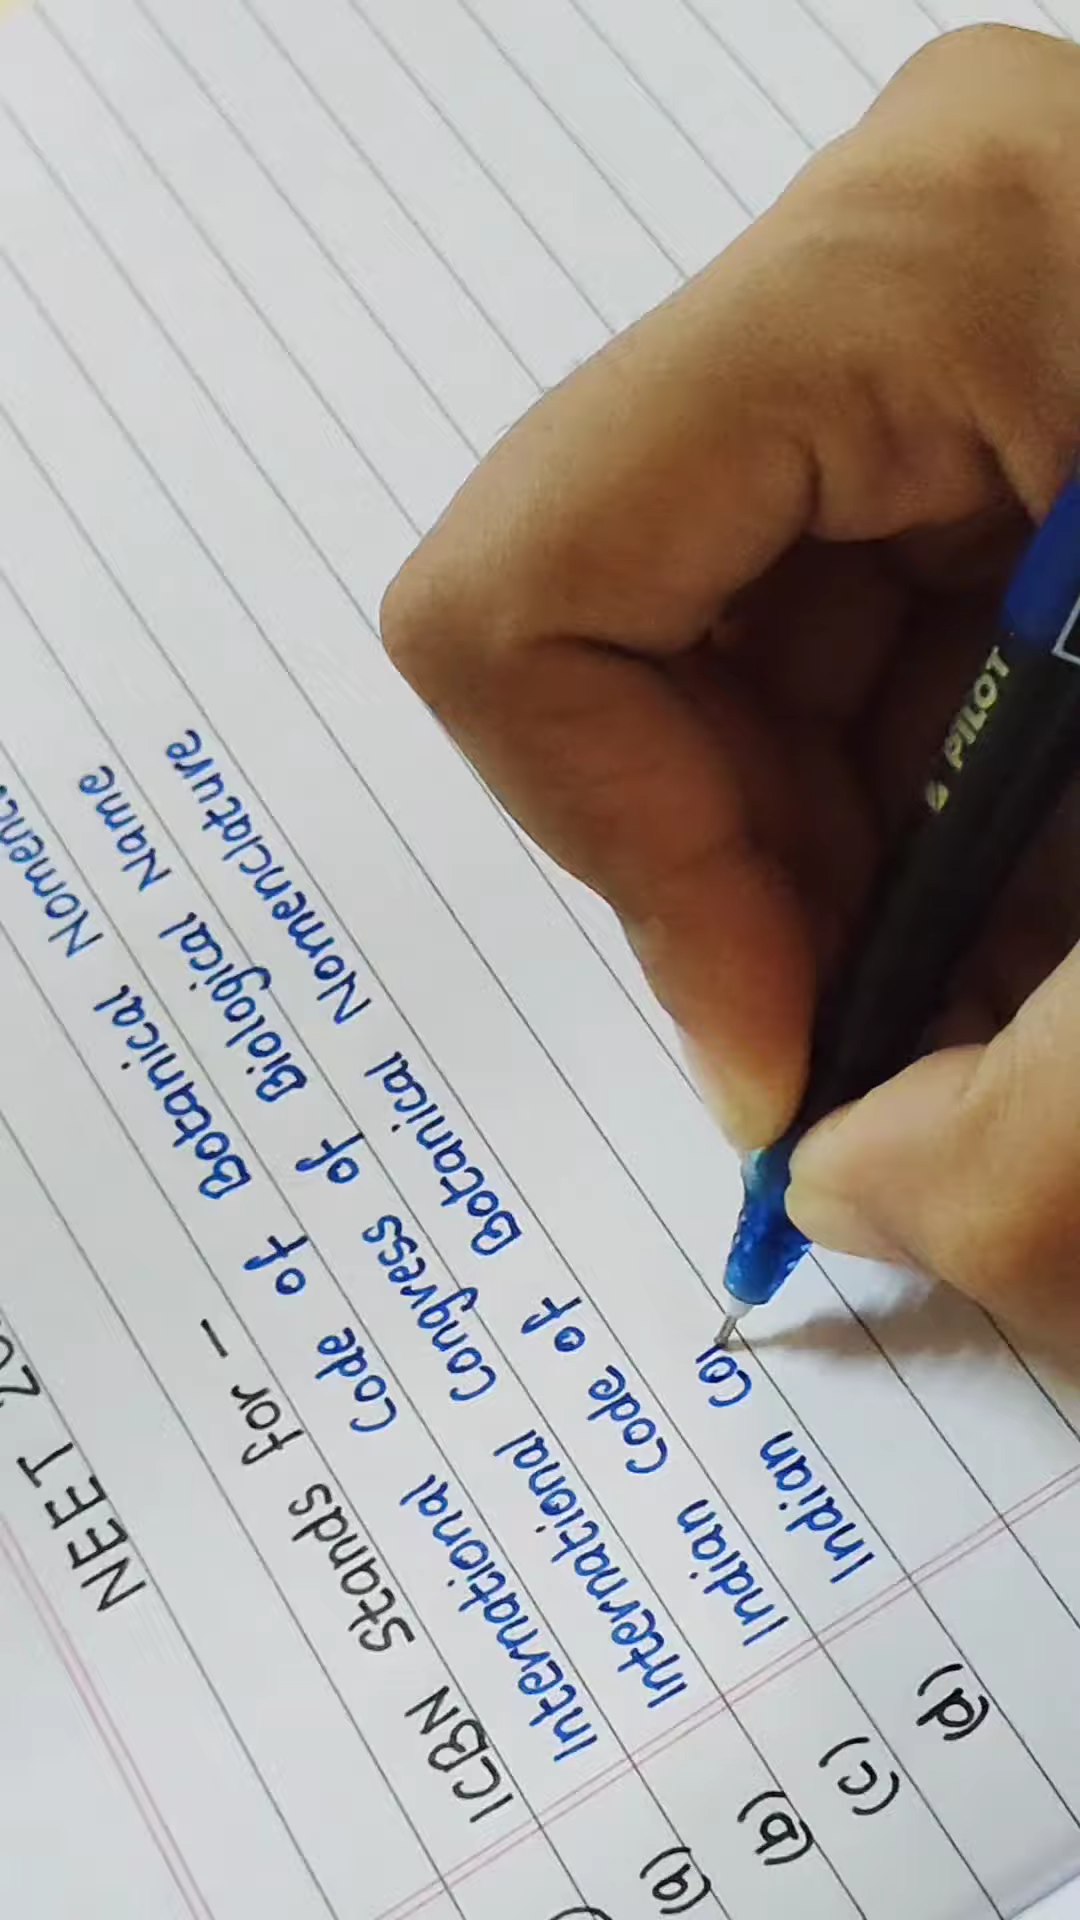 NEET
ICBN stands for -
(a) International Code of Botanical
(b) International Congress of Biological Name
(c) Indian Code of Botanical Nomenclature
(d) Indian
PILOT